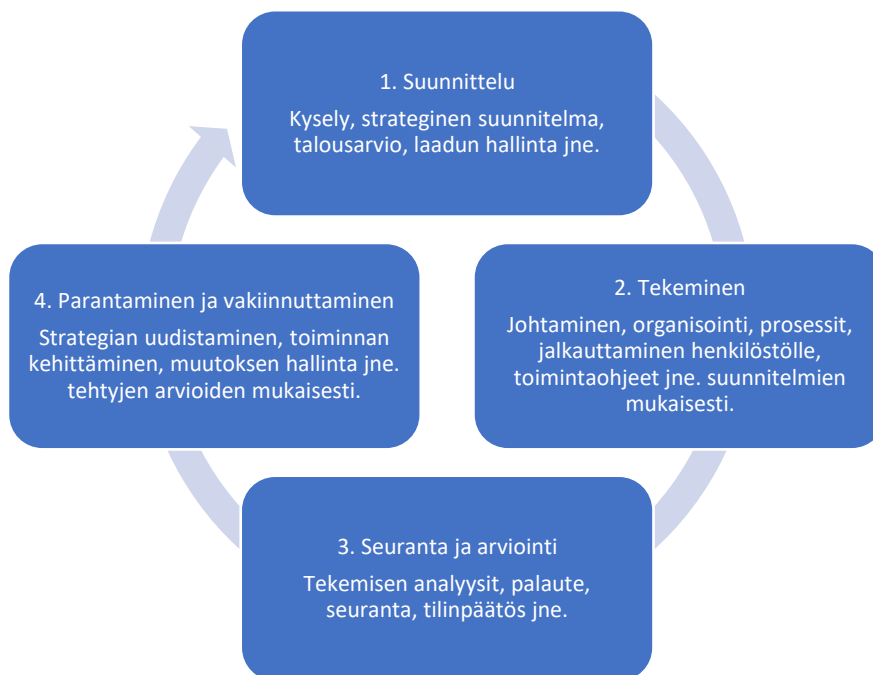 1. Suunnittelu
Kysely, strateginen suunnitelma,
talousarvio, laadun hallinta jne.
2. Tekeminen
Johtaminen, organisointi, prosessit,
jalkauttaminen henkilöstölle,
toimintaohjeet jne. suunnitelmien
mukaisesti.
3. Seuranta ja arviointi
Tekemisen analyysit, palaute,
seuranta, tilinpäätös jne.
4. Parantaminen ja vakiinnuttaminen
Strategian uudistaminen, toiminnan
kehittäminen, muutoksen hallinta jne.
tehtyjen arvioiden mukaisesti.